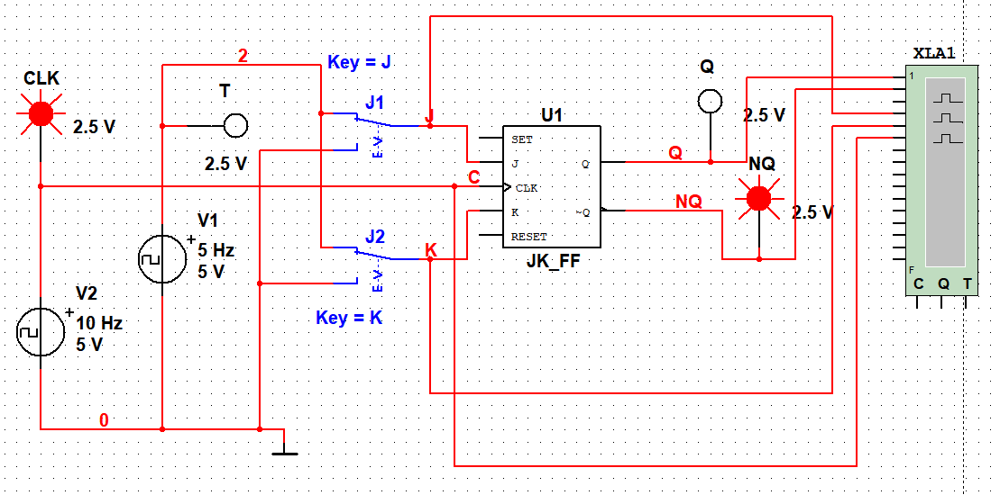 XLA1
2
Key = J
Q
CLK
T
J1
1
2.5 V
J
U1
2.5 V
2.5 V
SET
J
Q
Q
NQ
C
CLK
K
~Q
NQ
2.5 V
V1
5 Hz
5 V
J2
K
RESET
JK_FF
F
C Q T
V2
10 Hz
5 V
Key = K
0